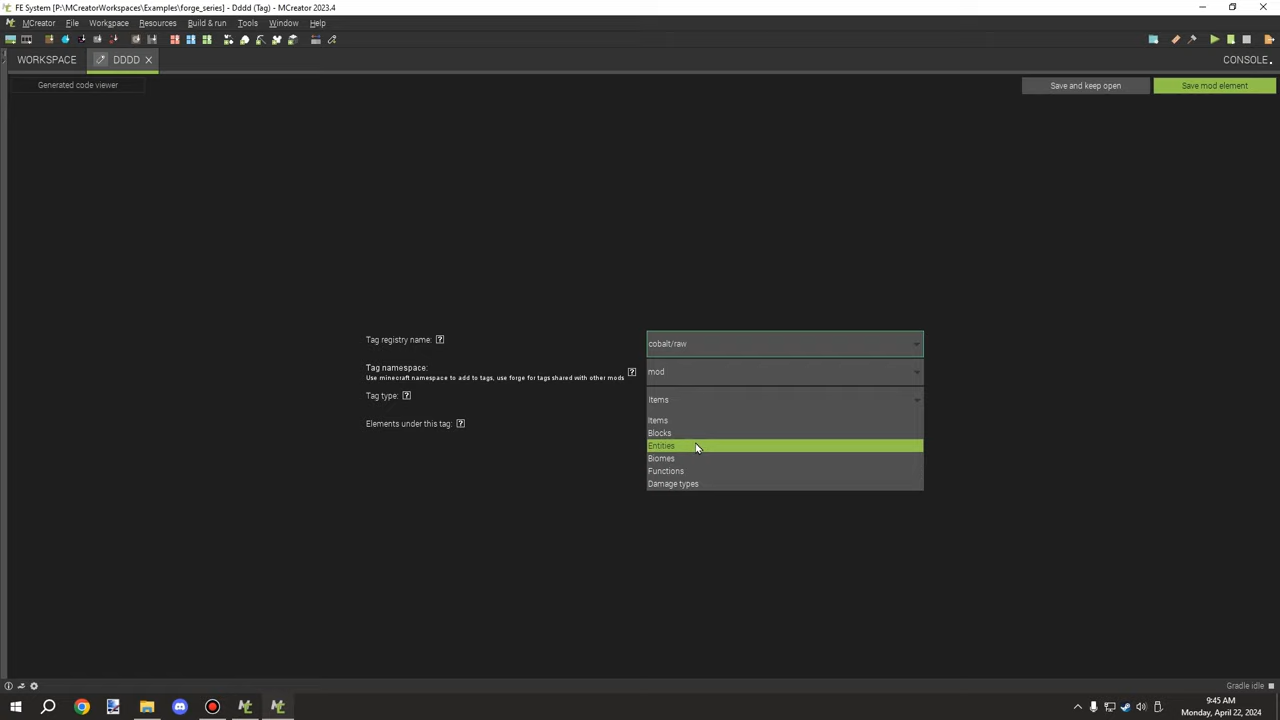 FE System [P:\MCreatorWorkspaces\Examples\forge_series] - Dddd (Tag) - MCreator 2023.4
MCreator File Workspace Resources Build & run Tools Window Help
WORKSPACE DDDD CONSOLE
Generated code viewer Save and keep open Save mod element
Tag registry name: ? cobalt/raw
Tag namespace: mod
Use minecraft namespace to add to tags, use forge for tags shared with other mods ?
Tag type: ? Items
Items
Elements under this tag: ?
Blocks
Entities
Biomes
Functions
Damage types
Gradle idle
9:45 AM
Monday, April 22, 2024